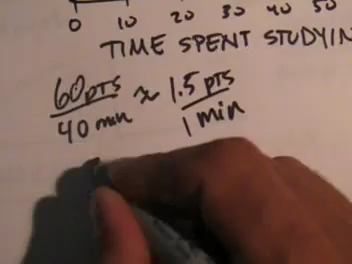 0 10 20 30 40 50
TIME SPENT STUDYIN
60 PTS / 40 min ≈ 1.5 pts / 1 min